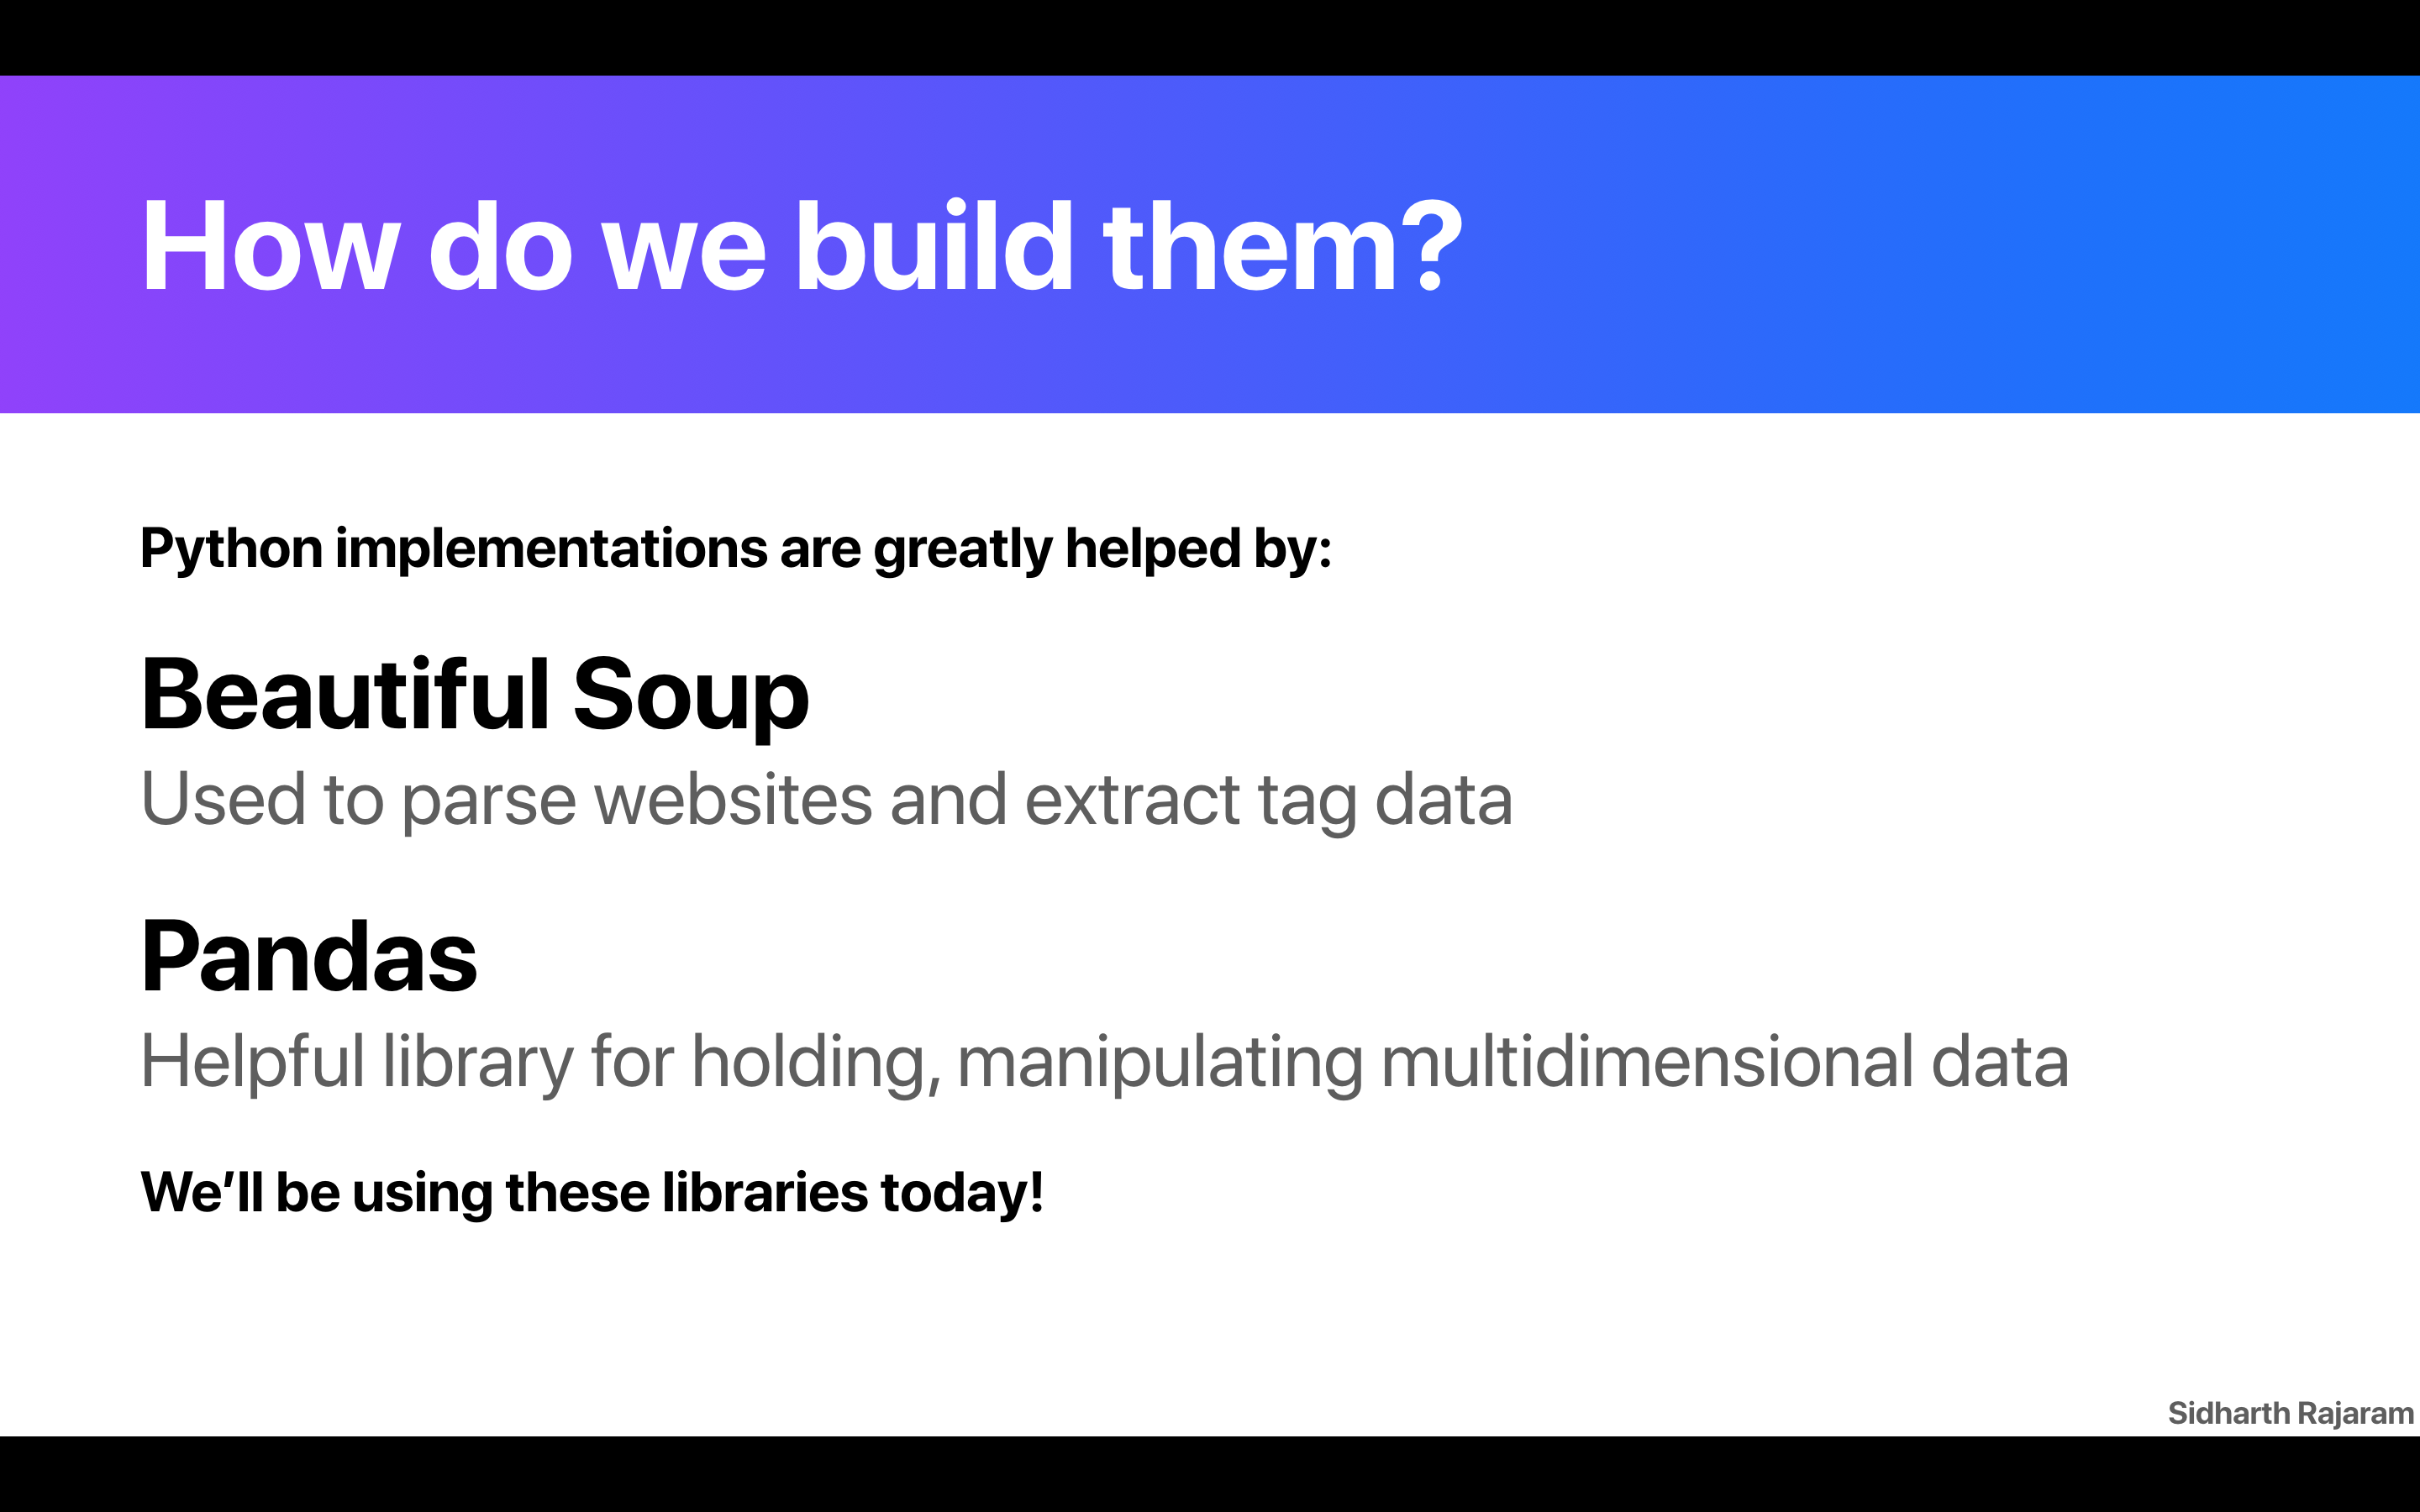 How do we build them?
Python implementations are greatly helped by:
Beautiful Soup
Used to parse websites and extract tag data
Pandas
Helpful library for holding, manipulating multidimensional data
We’ll be using these libraries today!
Sidharth Rajaram